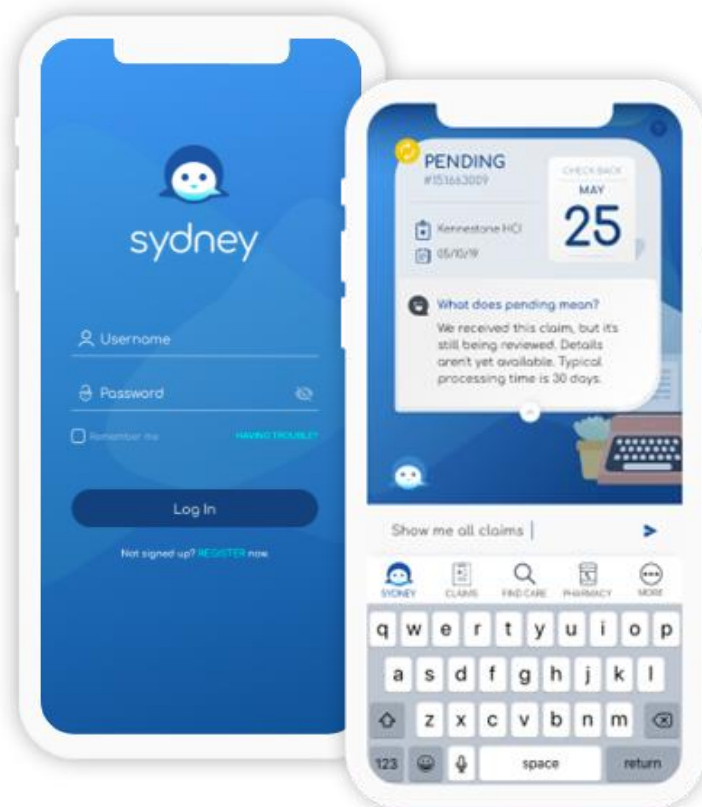 sydney
Username
Password
Remember me
HAVING TROUBLE?
Log In
Not signed up? REGISTER now.
PENDING
#151663009
CHECK BACK
MAY
25
Kennestone HCI
05/10/19
What does pending mean?
We received this claim, but it's
still being reviewed. Details
aren't yet available. Typical
processing time is 30 days.
Show me all claims
SYDNEY CLAIMS FIND CARE PHARMACY MORE
q w e r t y u i o p
a s d f g h j k l
z x c v b n m
123 space return